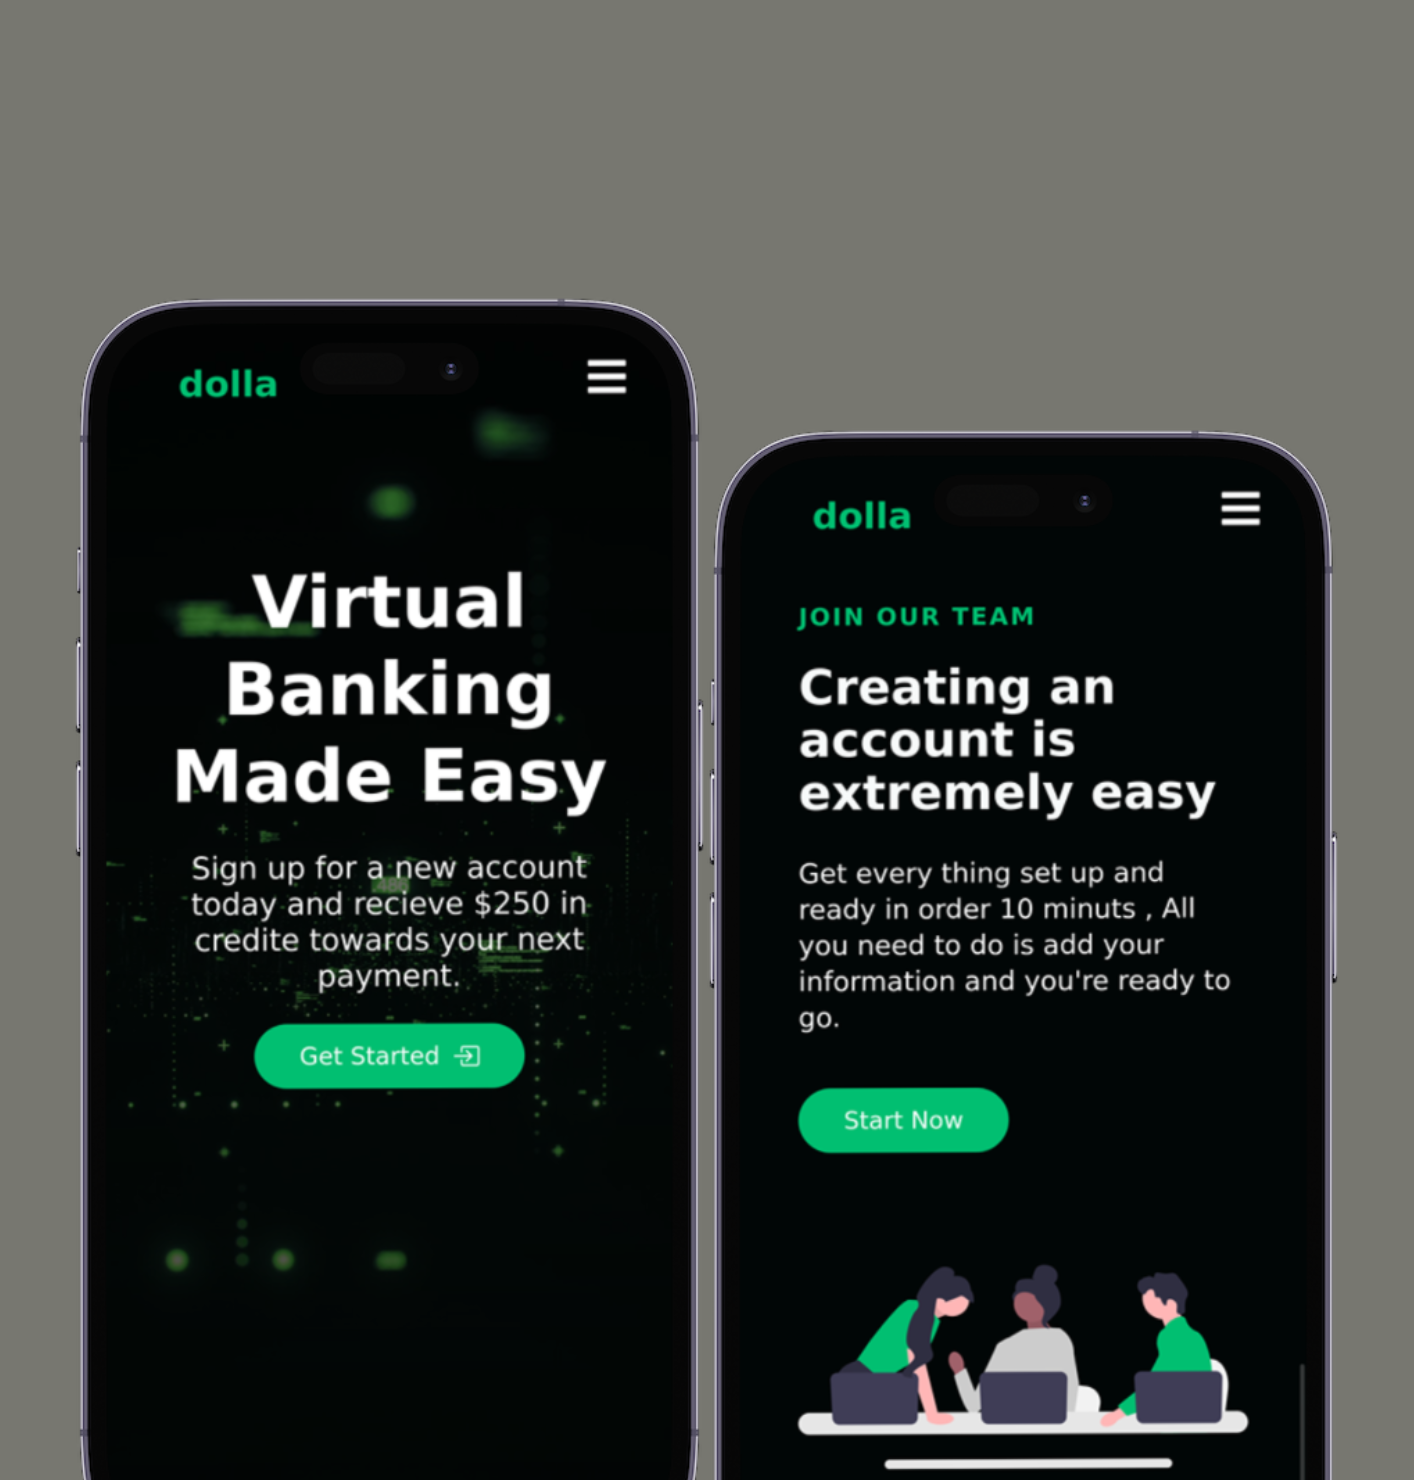 dolla
Virtual
Banking
Made Easy
Sign up for a new account
today and recieve $250 in
credite towards your next
payment.
Get Started
dolla
JOIN OUR TEAM
Creating an
account is
extremely easy
Get every thing set up and
ready in order 10 minuts , All
you need to do is add your
information and you're ready to
go.
Start Now